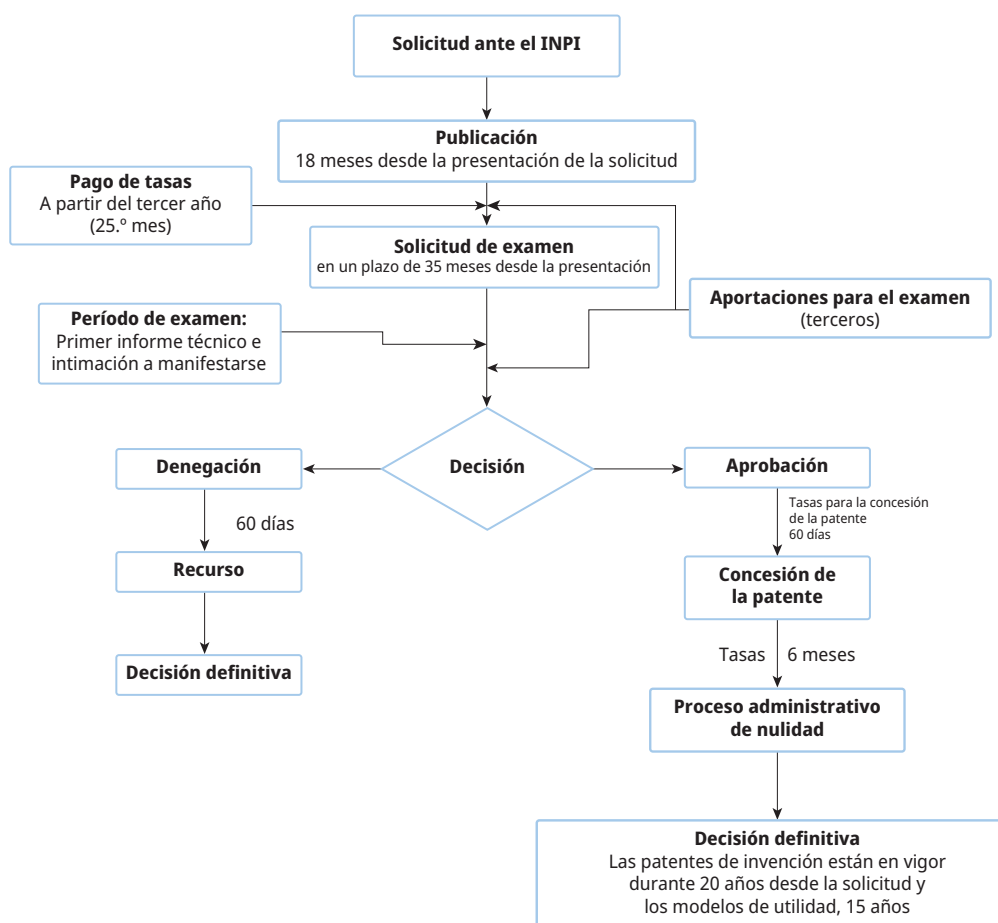 Solicitud ante el INPI
Publicación
18 meses desde la presentación de la solicitud
Pago de tasas
A partir del tercer año
(25.º mes)
Solicitud de examen
en un plazo de 35 meses desde la presentación
Aportaciones para el examen
(terceros)
Período de examen:
Primer informe técnico e
intimación a manifestarse
Denegación
Decisión
Aprobación
60 días
Tasas para la concesión
de la patente
60 días
Recurso
Concesión de
la patente
Decisión definitiva
Tasas
6 meses
Proceso administrativo
de nulidad
Decisión definitiva
Las patentes de invención están en vigor
durante 20 años desde la solicitud y
los modelos de utilidad, 15 años